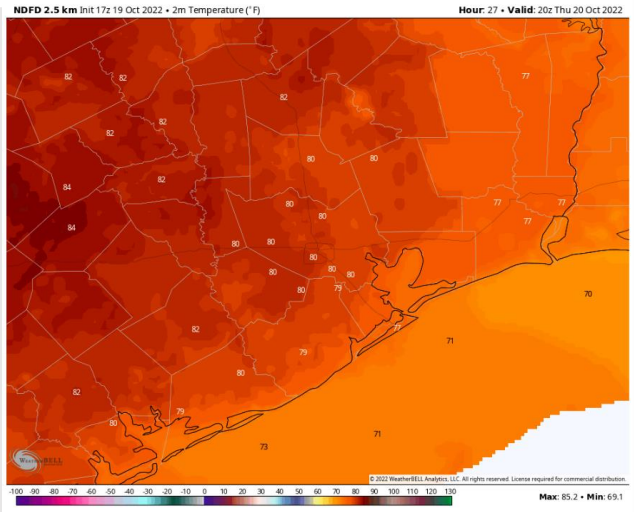 NDFD 2.5 km Init 17z 19 Oct 2022 • 2m Temperature (°F) Hour: 27 • Valid: 20z Thu 20 Oct 2022
82 82 77
82
82 82
80 80
84 82
80 77 77
84 80 77
80 80
80
80 80 80
80 79 70
82 77
71
79
80
82
80 79
73 71
WeatherBELL
© 2022 WeatherBELL Analytics, LLC. All rights reserved. License required for commercial distribution.
-100 -90 -80 -70 -60 -50 -40 -30 -20 -10 0 10 20 30 40 50 60 70 80 90 100 110 120 130
Max: 85.2 • Min: 69.1